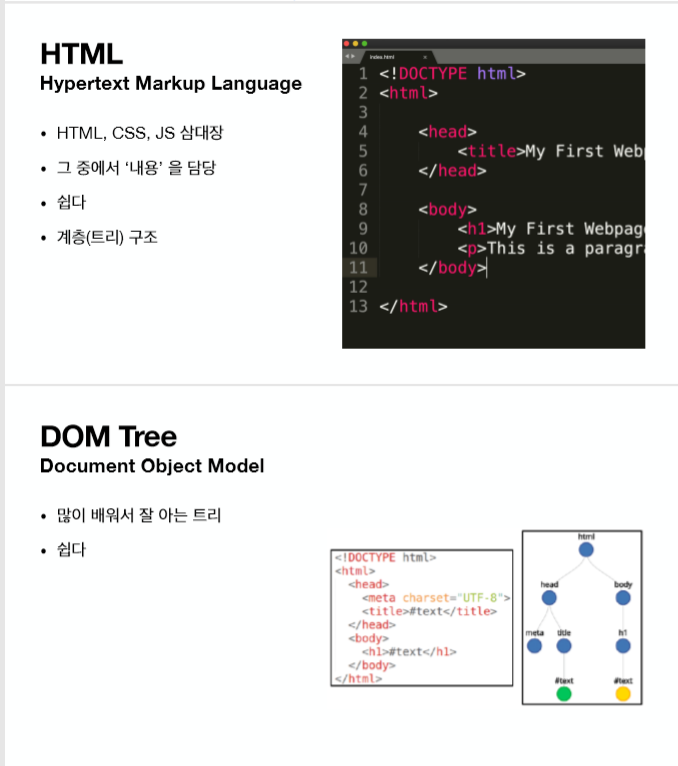 HTML
Hypertext Markup Language
• HTML, CSS, JS 삼대장
• 그 중에서 ‘내용’ 을 담당
• 쉽다
• 계층(트리) 구조
index.html
1 <!DOCTYPE html>
2 <html>
3
4 <head>
5 <title>My First Web
6 </head>
7
8 <body>
9 <h1>My First Webpag
10 <p>This is a paragr
11 </body>
12
13 </html>
DOM Tree
Document Object Model
• 많이 배워서 잘 아는 트리
• 쉽다
<!DOCTYPE html>
<html>
<head>
<meta charset="UTF-8">
<title>#text</title>
</head>
<body>
<h1>#text</h1>
</body>
</html>
html
head body
meta title h1
#text #text